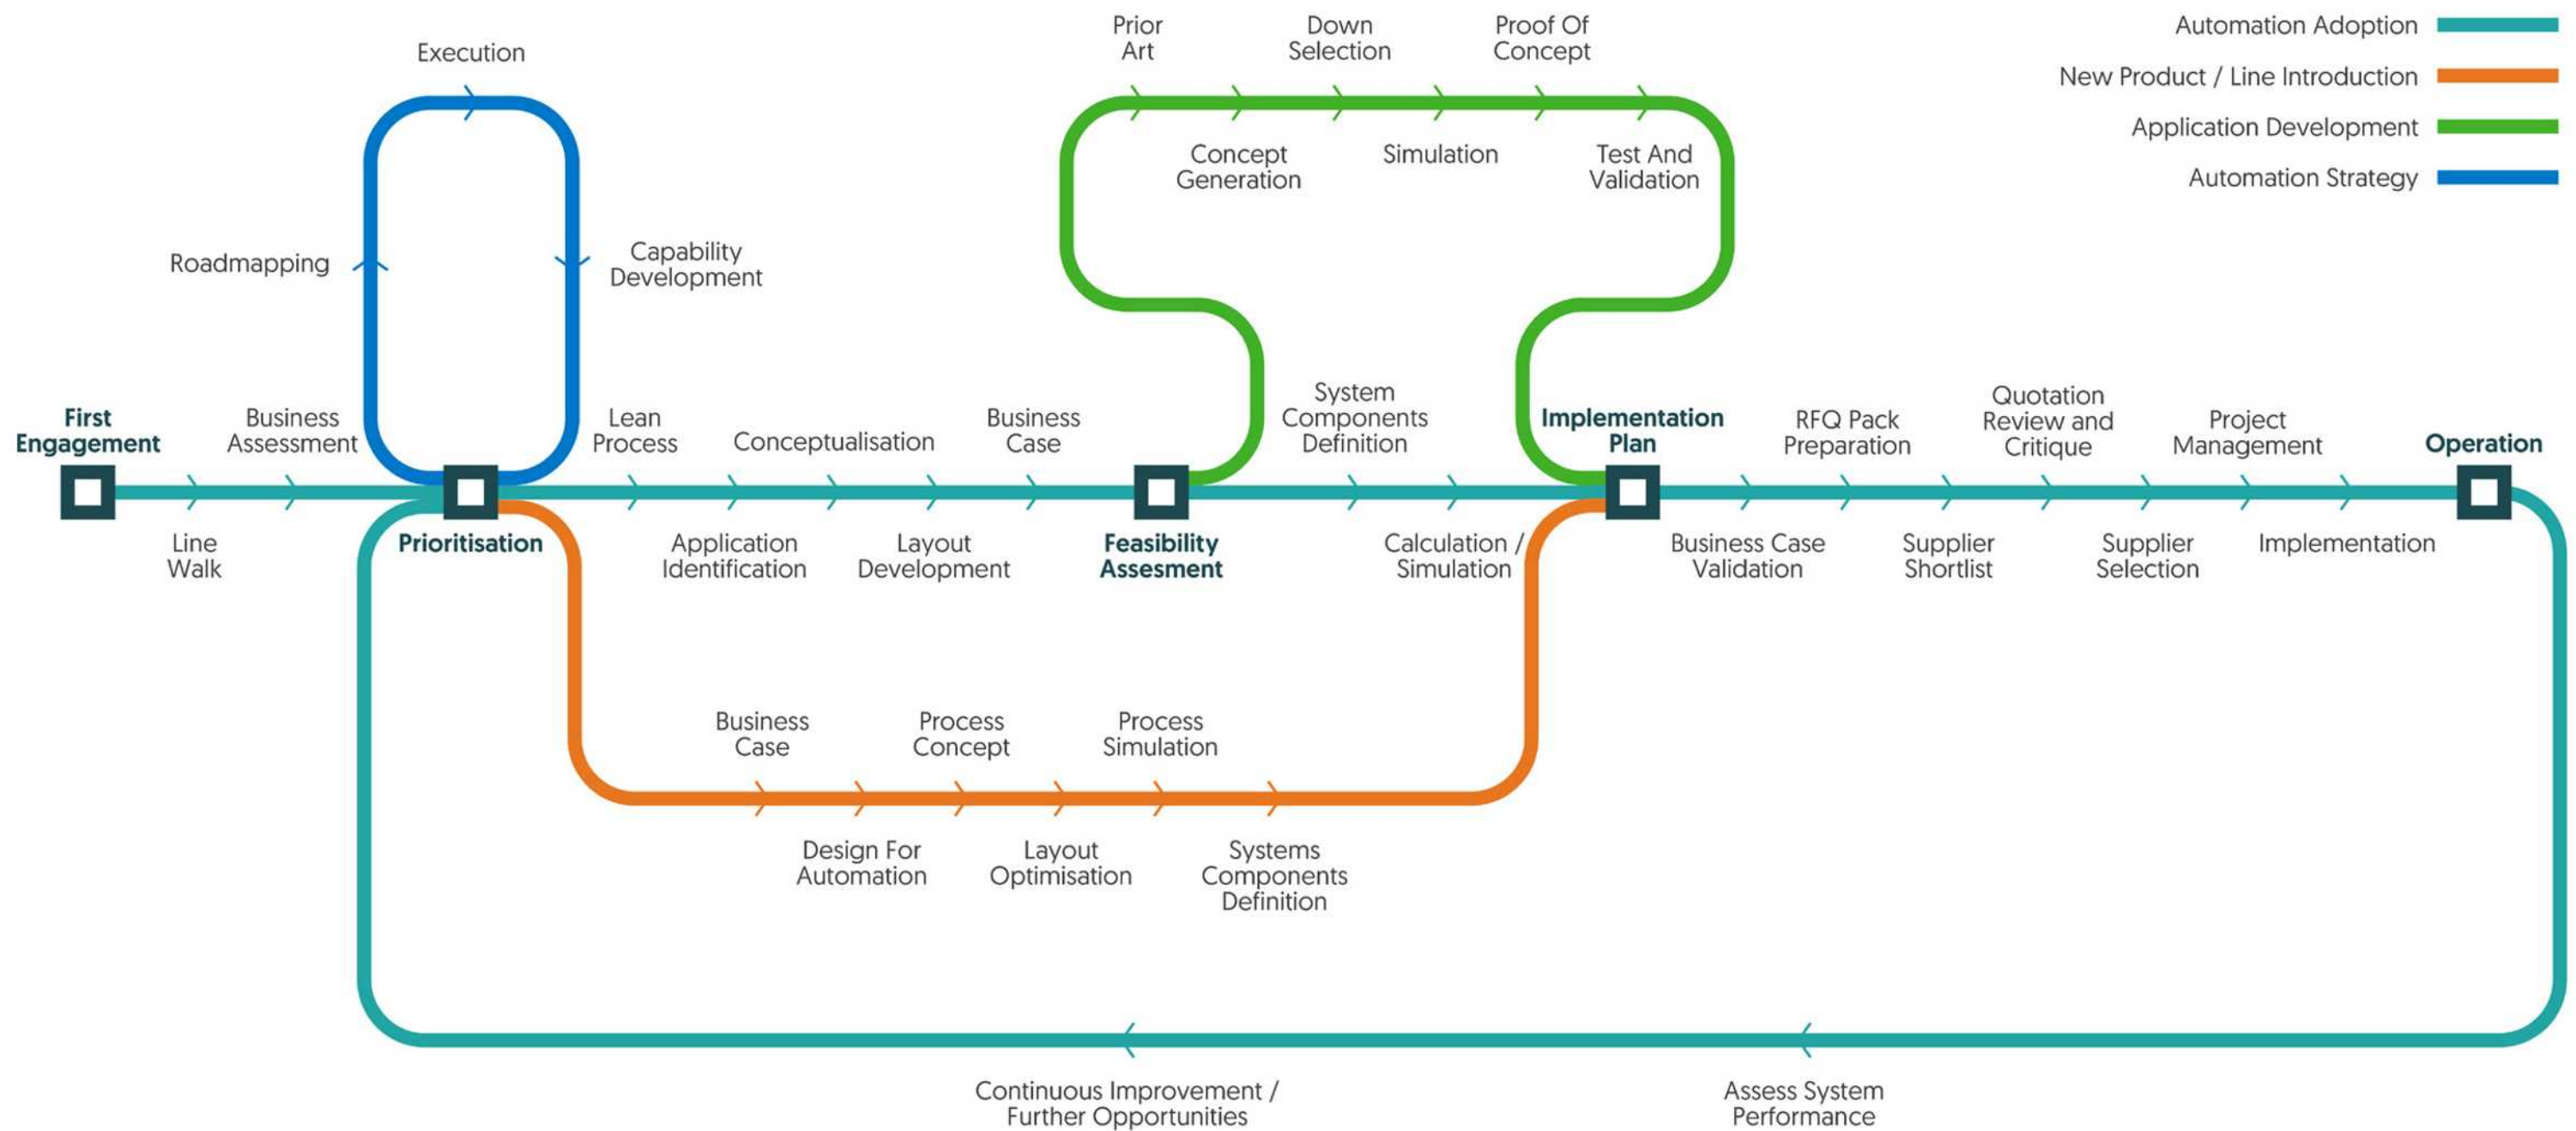 Execution
Prior
Art
Down
Selection
Proof Of
Concept
Automation Adoption
New Product / Line Introduction
Application Development
Automation Strategy
Concept
Generation
Simulation
Test And
Validation
Roadmapping
Capability
Development
First
Engagement
Business
Assessment
Lean
Process
Conceptualisation
Business
Case
System
Components
Definition
Implementation
Plan
RFQ Pack
Preparation
Quotation
Review and
Critique
Project
Management
Operation
Line
Walk
Prioritisation
Application
Identification
Layout
Development
Feasibility
Assesment
Calculation /
Simulation
Business Case
Validation
Supplier
Shortlist
Supplier
Selection
Implementation
Business
Case
Process
Concept
Process
Simulation
Design For
Automation
Layout
Optimisation
Systems
Components
Definition
Continuous Improvement /
Further Opportunities
Assess System
Performance